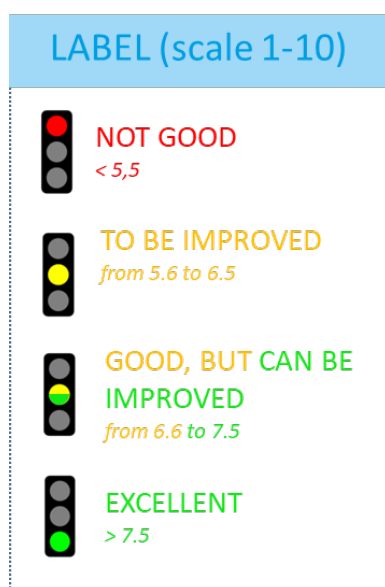 LABEL (scale 1-10)
NOT GOOD
< 5,5
TO BE IMPROVED
from 5.6 to 6.5
GOOD, BUT CAN BE
IMPROVED
from 6.6 to 7.5
EXCELLENT
> 7.5